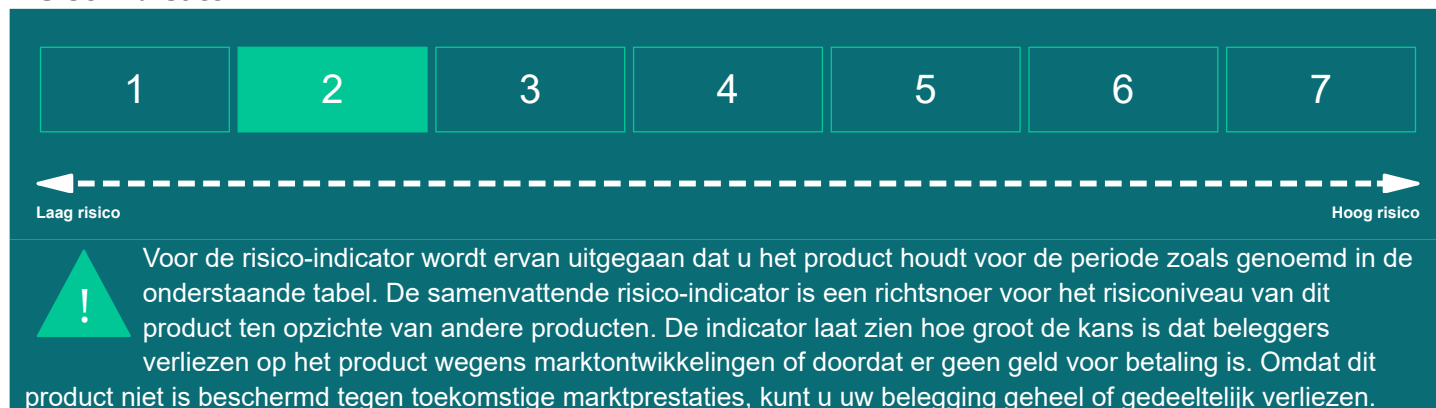 1 2 3 4 5 6 7
Laag risico Hoog risico
Voor de risico-indicator wordt ervan uitgegaan dat u het product houdt voor de periode zoals genoemd in de
! onderstaande tabel. De samenvattende risico-indicator is een richtsnoer voor het risiconiveau van dit
product ten opzichte van andere producten. De indicator laat zien hoe groot de kans is dat beleggers
verliezen op het product wegens marktontwikkelingen of doordat er geen geld voor betaling is. Omdat dit
product niet is beschermd tegen toekomstige marktprestaties, kunt u uw belegging geheel of gedeeltelijk verliezen.